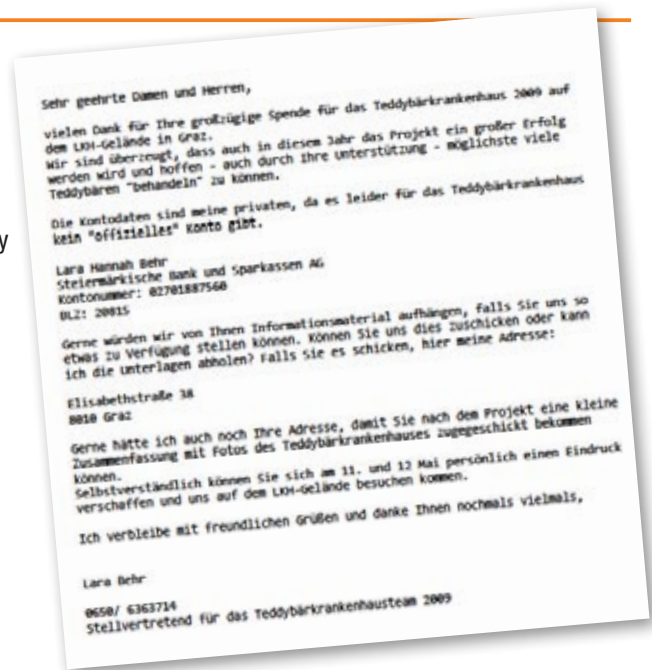 Sehr geehrte Damen und Herren,
vielen Dank für Ihre großzügige Spende für das Teddybärkrankenhaus 2009 auf
dem LKH-Gelände in Graz.
Wir sind überzeugt, dass auch in diesem Jahr das Projekt ein großer Erfolg
werden wird und hoffen - auch durch Ihre Unterstützung - möglichste viele
Teddybären "behandeln" zu können.
Die Kontodaten sind meine privaten, da es leider für das Teddybärkrankenhaus
kein "offizielles" Konto gibt.
y
Lara Hannah Behr
Steiermärkische Bank und Sparkassen AG
Kontonummer: 02701887560
BLZ: 20815
Gerne würden wir von Ihnen Informationsmaterial aufhängen, falls Sie uns so
etwas zu Verfügung stellen können. Können Sie uns dies zuschicken oder kann
ich die Unterlagen abholen? Falls Sie es schicken, hier meine Adresse:
Elisabethstraße 38
8010 Graz
Gerne hätte ich auch noch Ihre Adresse, damit Sie nach dem Projekt eine kleine
Zusammenfassung mit Fotos des Teddybärkrankenhauses zugegeschickt bekommen
können.
Selbstverständlich können Sie sich am 11. und 12 Mai persönlich einen Eindruck
verschaffen und uns auf dem LKH-Gelände besuchen kommen.
Ich verbleibe mit freundlichen Grüßen und danke Ihnen nochmals vielmals,
Lara Behr
0650/ 6363714
Stellvertretend für das Teddybärkrankenhausteam 2009